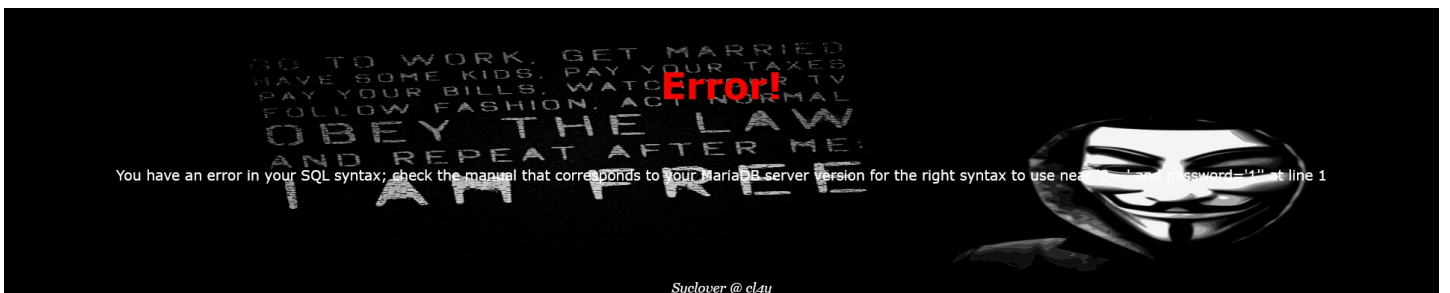 GO TO WORK, GET MARRIED
HAVE SOME KIDS, PAY YOUR TAXES
PAY YOUR BILLS, WATCH YOUR TV
Error!
FOLLOW FASHION, ACT NORMAL
OBEY THE LAW
AND REPEAT AFTER ME:
You have an error in your SQL syntax; check the manual that corresponds to your MariaDB server version for the right syntax to use near and password='1'' at line 1
I AM FREE
Syclover @ cl4y